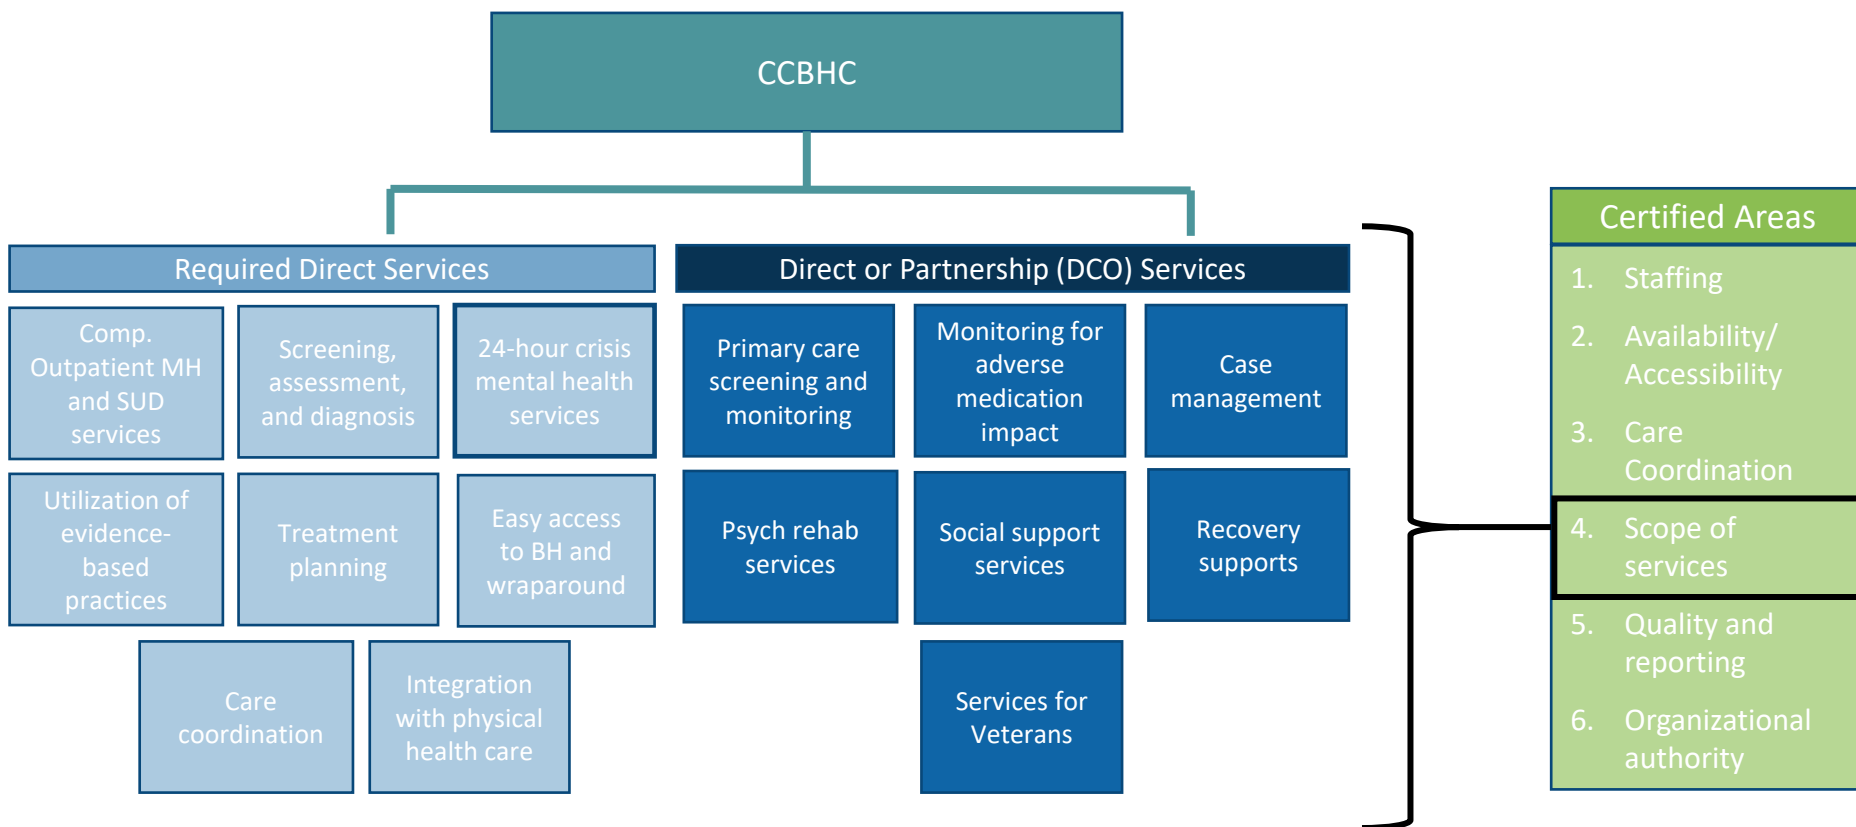 CCBHC
Required Direct Services
Comp.
Outpatient MH
and SUD
services
Screening,
assessment,
and diagnosis
24-hour crisis
mental health
services
Utilization of
evidence-
based
practices
Treatment
planning
Easy access
to BH and
wraparound
Care
coordination
Integration
with physical
health care
Direct or Partnership (DCO) Services
Primary care
screening and
monitoring
Monitoring for
adverse
medication
impact
Case
management
Psych rehab
services
Social support
services
Recovery
supports
Services for
Veterans
Certified Areas
1. Staffing
2. Availability/
Accessibility
3. Care
Coordination
4. Scope of
services
5. Quality and
reporting
6. Organizational
authority